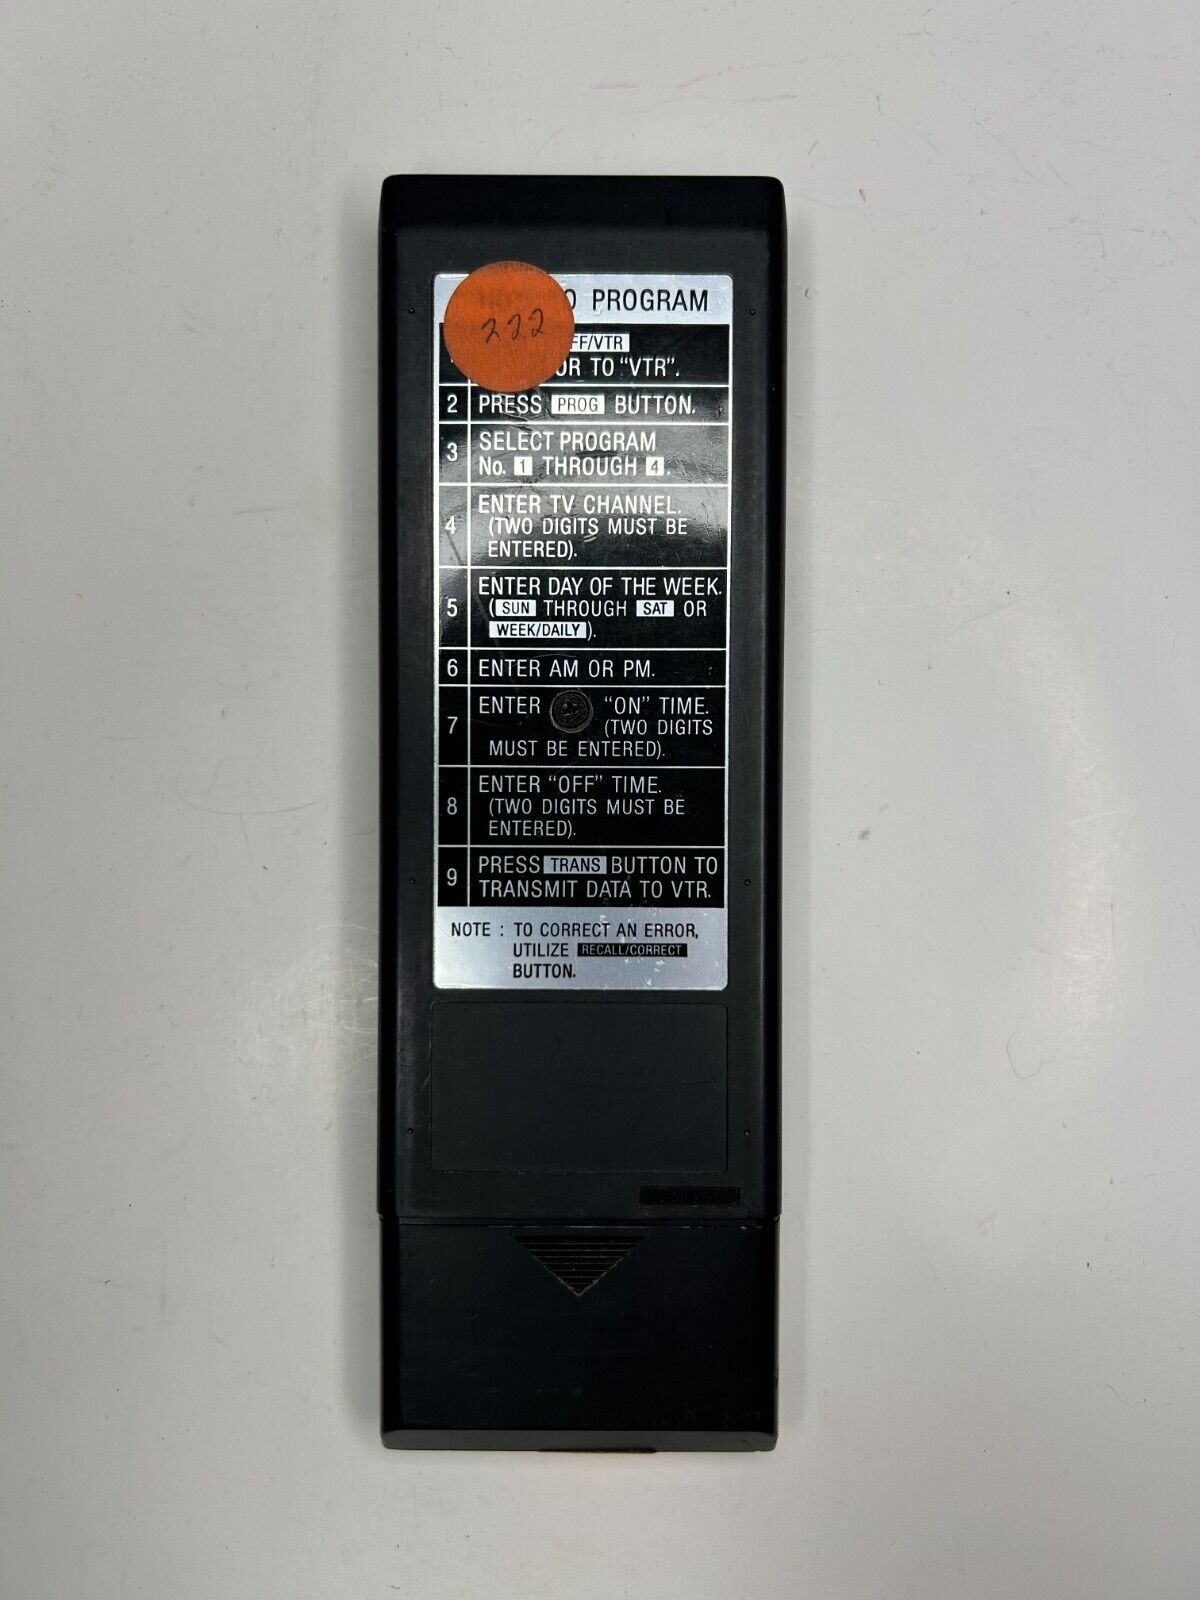 222
O PROGRAM
FF/VTR
OR TO "VTR".
2 PRESS PROG BUTTON.
3 SELECT PROGRAM
No. 1 THROUGH 4.
4 ENTER TV CHANNEL.
(TWO DIGITS MUST BE
ENTERED).
5 ENTER DAY OF THE WEEK.
(SUN THROUGH SAT OR
WEEK/DAILY).
6 ENTER AM OR PM.
7 ENTER "ON" TIME.
(TWO DIGITS
MUST BE ENTERED).
8 ENTER "OFF" TIME.
(TWO DIGITS MUST BE
ENTERED).
9 PRESS TRANS BUTTON TO
TRANSMIT DATA TO VTR.
NOTE : TO CORRECT AN ERROR,
UTILIZE RECALL/CORRECT
BUTTON.